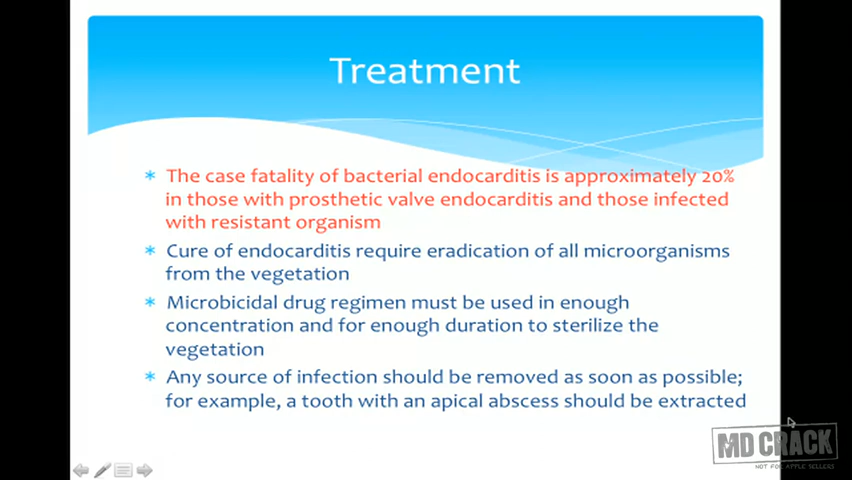 Treatment
The case fatality of bacterial endocarditis is approximately 20%
in those with prosthetic valve endocarditis and those infected
with resistant organism
Cure of endocarditis require eradication of all microorganisms
from the vegetation
Microbicidal drug regimen must be used in enough
concentration and for enough duration to sterilize the
vegetation
Any source of infection should be removed as soon as possible;
for example, a tooth with an apical abscess should be extracted
MD CRACK
NOT FOR APPLE SELLERS